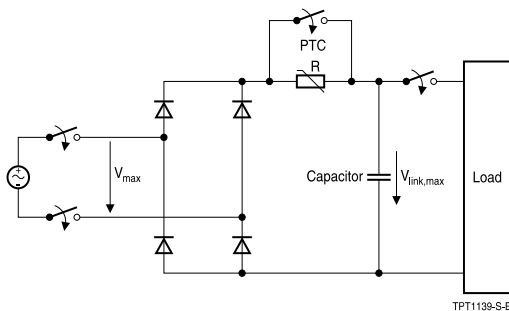 PTC
R
V max
Capacitor
V link,max
Load
TPT1139-S-E